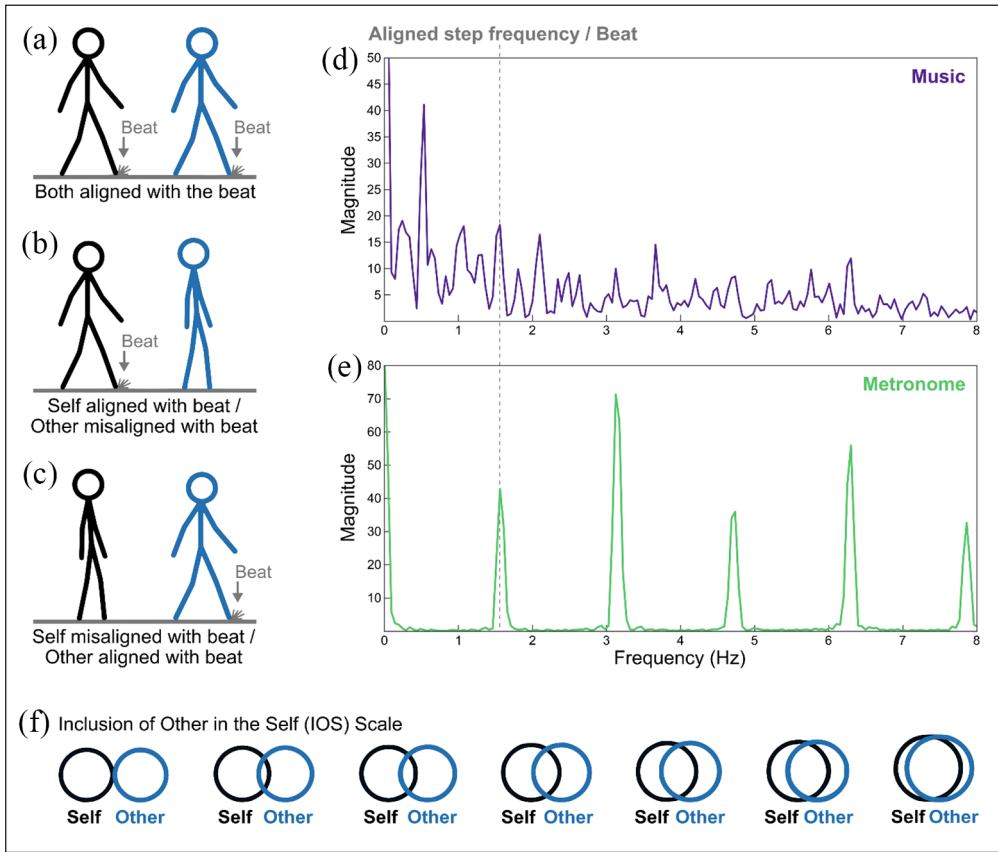 (a)
Beat
Beat
Both aligned with the beat
(b)
Beat
Self aligned with beat /
Other misaligned with beat
(c)
Beat
Self misaligned with beat /
Other aligned with beat
Aligned step frequency / Beat
(d)
Music
Magnitude
50
45
40
35
30
25
20
15
10
5
0 1 2 3 4 5 6 7 8
(e)
Metronome
Magnitude
80
70
60
50
40
30
20
10
0 1 2 3 4 5 6 7 8
Frequency (Hz)
(f) Inclusion of Other in the Self (IOS) Scale
Self Other Self Other Self Other Self Other Self Other Self Other Self Other